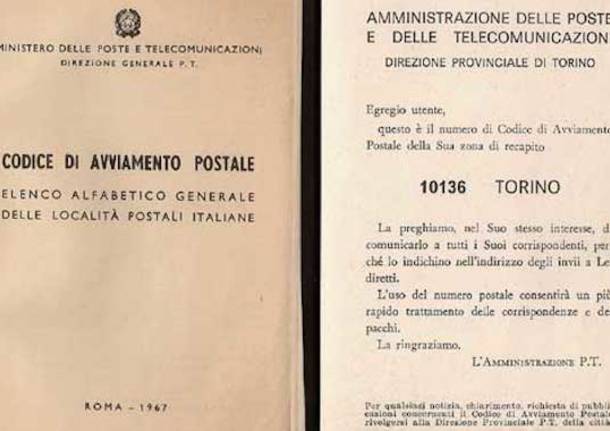 MINISTERO DELLE POSTE E TELECOMUNICAZIONI
DIREZIONE GENERALE P. T.
CODICE DI AVVIAMENTO POSTALE
ELENCO ALFABETICO GENERALE
DELLE LOCALITÀ POSTALI ITALIANE
ROMA – 1967
AMMINISTRAZIONE DELLE POSTE
E DELLE TELECOMUNICAZION
DIREZIONE PROVINCIALE DI TORINO
Egregio utente,
questo è il numero di Codice di Avviamento
Postale della Sua zona di recapito
10136 TORINO
La preghiamo, nel Suo stesso interesse, d
comunicarlo a tutti i Suoi corrispondenti, per
ché lo indichino nell'indirizzo degli invii a Le
diretti.
L'uso del numero postale consentirà un più
rapido trattamento delle corrispondenze e de
pacchi.
La ringraziamo.
L'AMMINISTRAZIONE P.T.
Per qualsiasi notizia, chiarimento, richiesta di pubbli
cazioni concernenti il Codice di Avviamento Postale
rivolgersi alla Direzione Provinciale P.T. della città